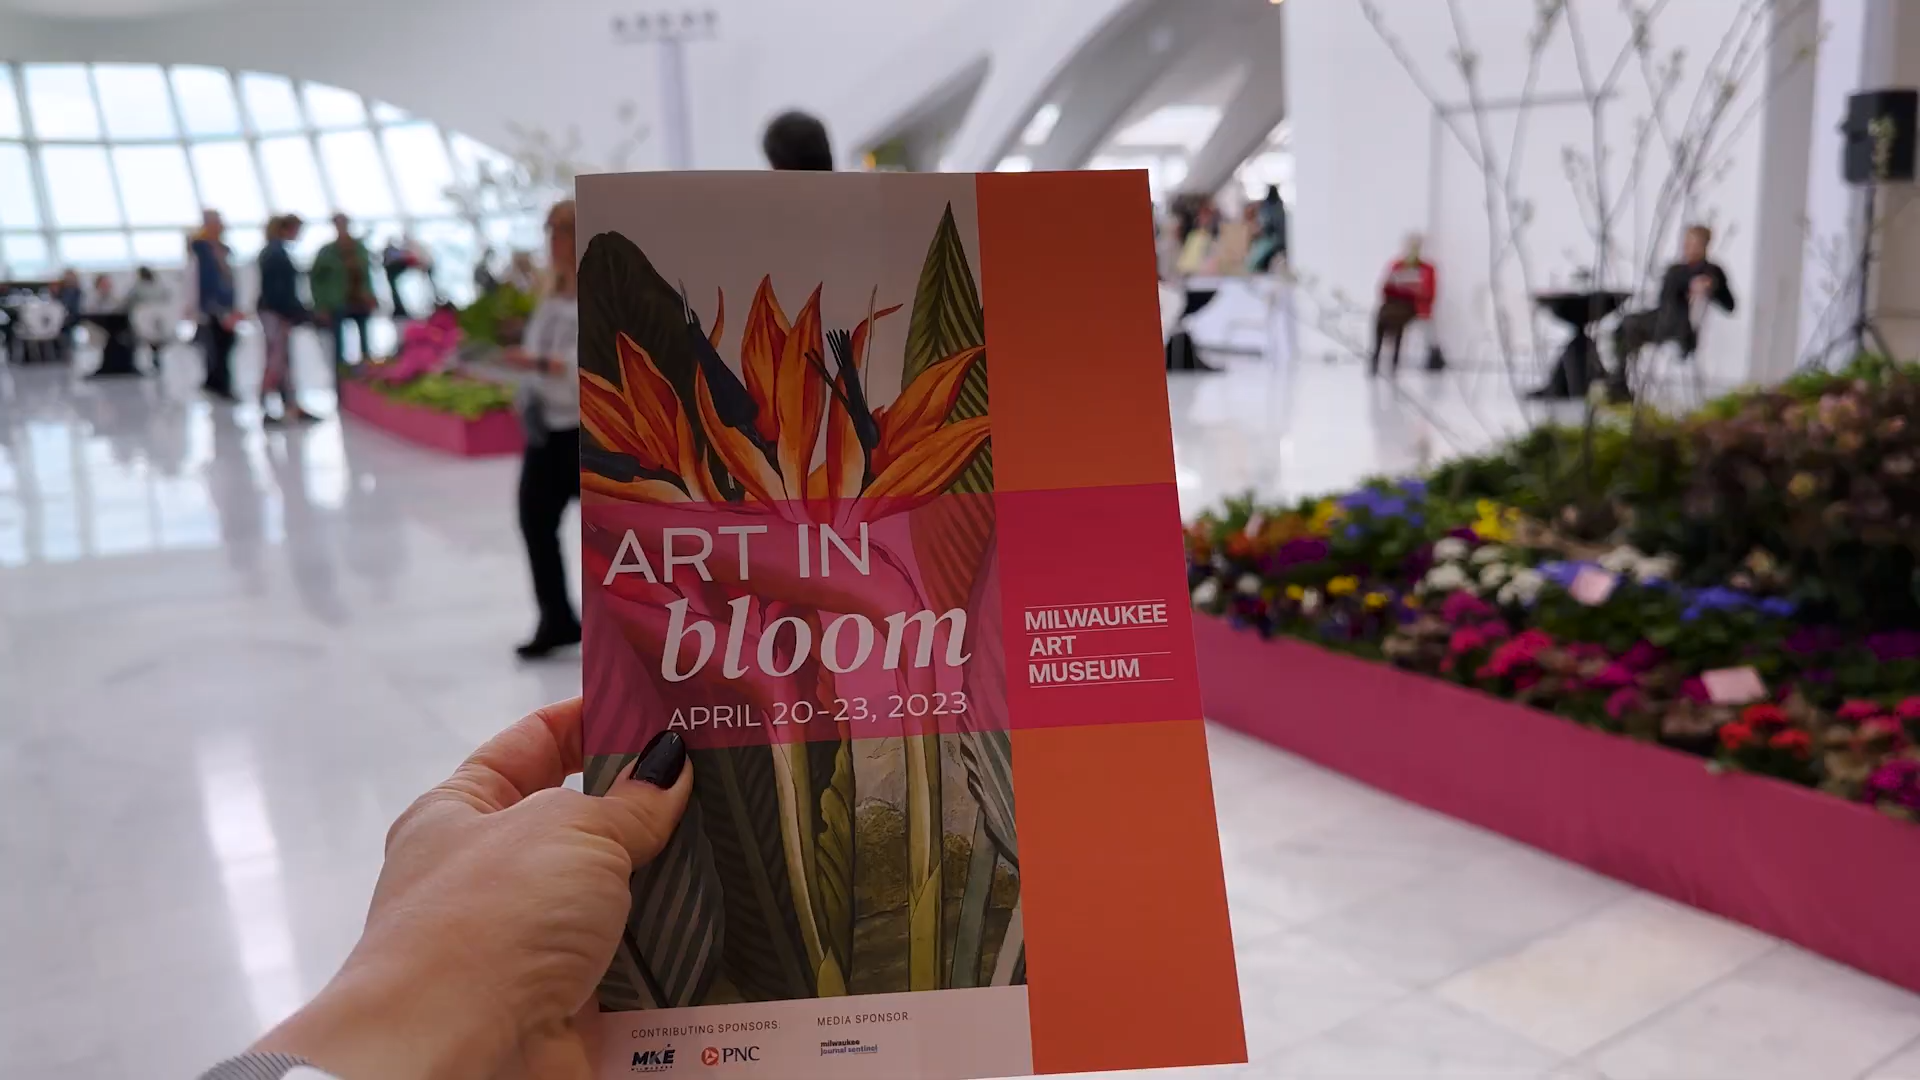 ART IN
bloom
APRIL 20-23, 2023
MILWAUKEE
ART
MUSEUM
CONTRIBUTING SPONSORS:
MEDIA SPONSOR:
MKE
PNC
milwaukee
journal sentinel